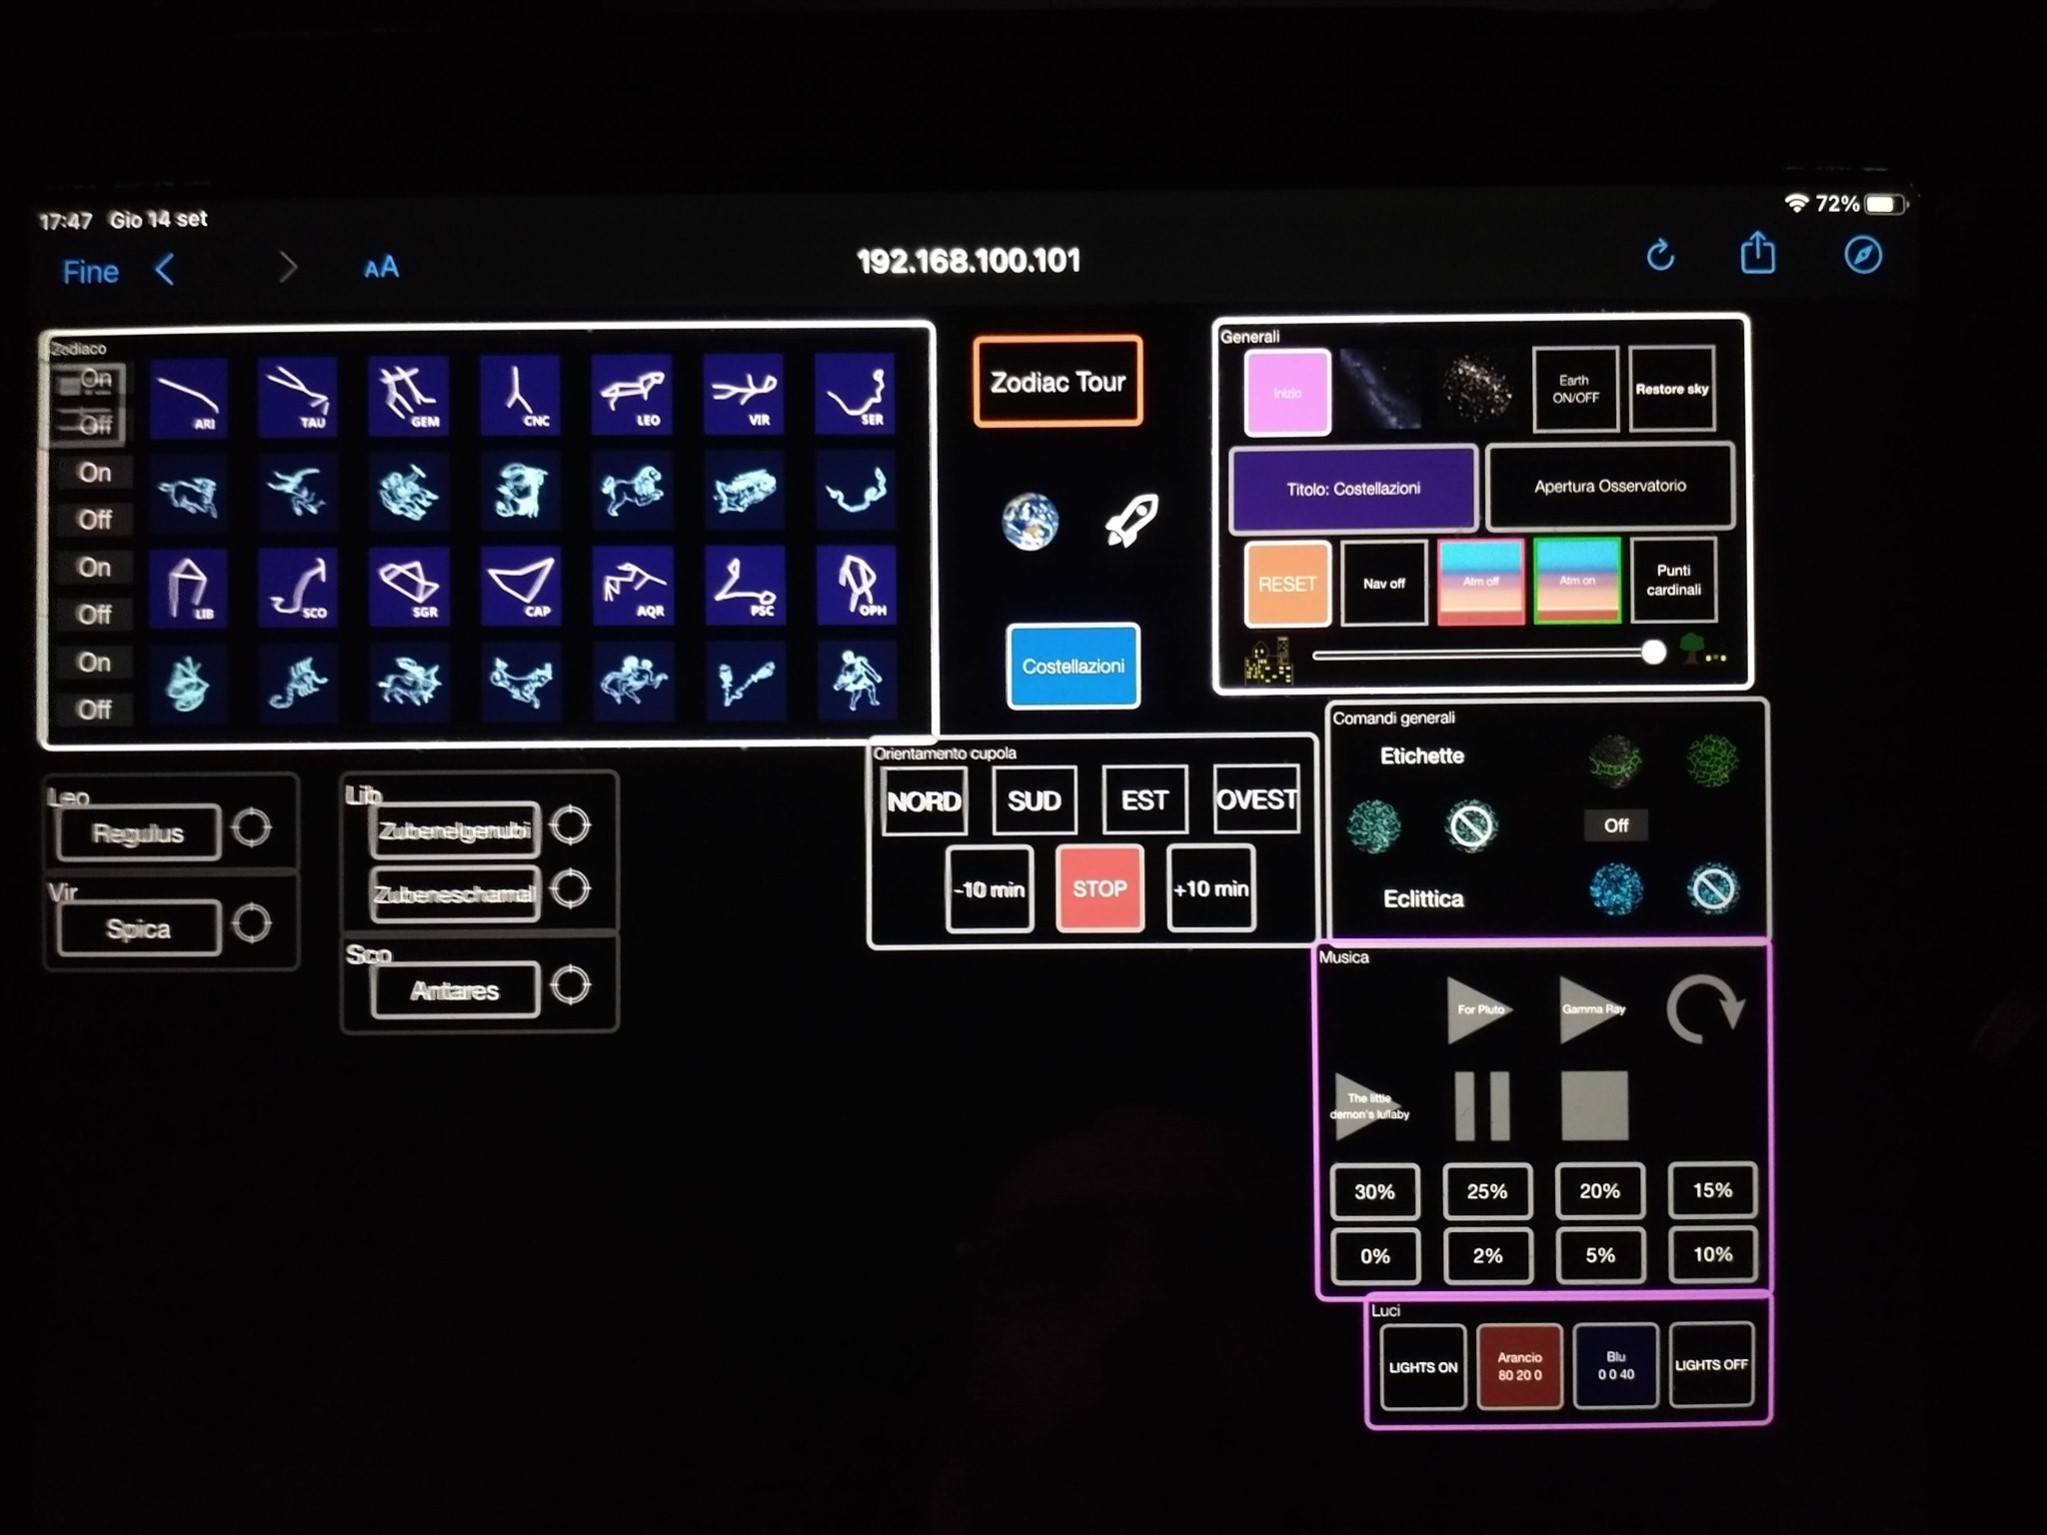 17:47 Gio 14 set
72%
Fine
AA
192.168.100.101
Zodiaco
On
Off
ARI
TAU
GEM
CNC
LEO
VIR
SER
On
Off
On
Off
LIB
SCO
SGR
CAP
AQR
PSC
OPH
On
Off
Zodiac Tour
Costellazioni
Generali
Inizio
Earth
ON/OFF
Restore sky
Titolo: Costellazioni
Apertura Osservatorio
RESET
Nav off
Atm off
Atm on
Punti
cardinali
Leo
Regulus
Vir
Spica
Lib
Zubenelgenubi
Zubeneschamal
Sco
Antares
Orientamento cupola
NORD
SUD
EST
OVEST
-10 min
STOP
+10 min
Comandi generali
Etichette
Off
Eclittica
Musica
For Pluto
Gamma Ray
The little
demon's lullaby
30%
25%
20%
15%
0%
2%
5%
10%
Luci
LIGHTS ON
Arancio
80 20 0
Blu
0 0 40
LIGHTS OFF